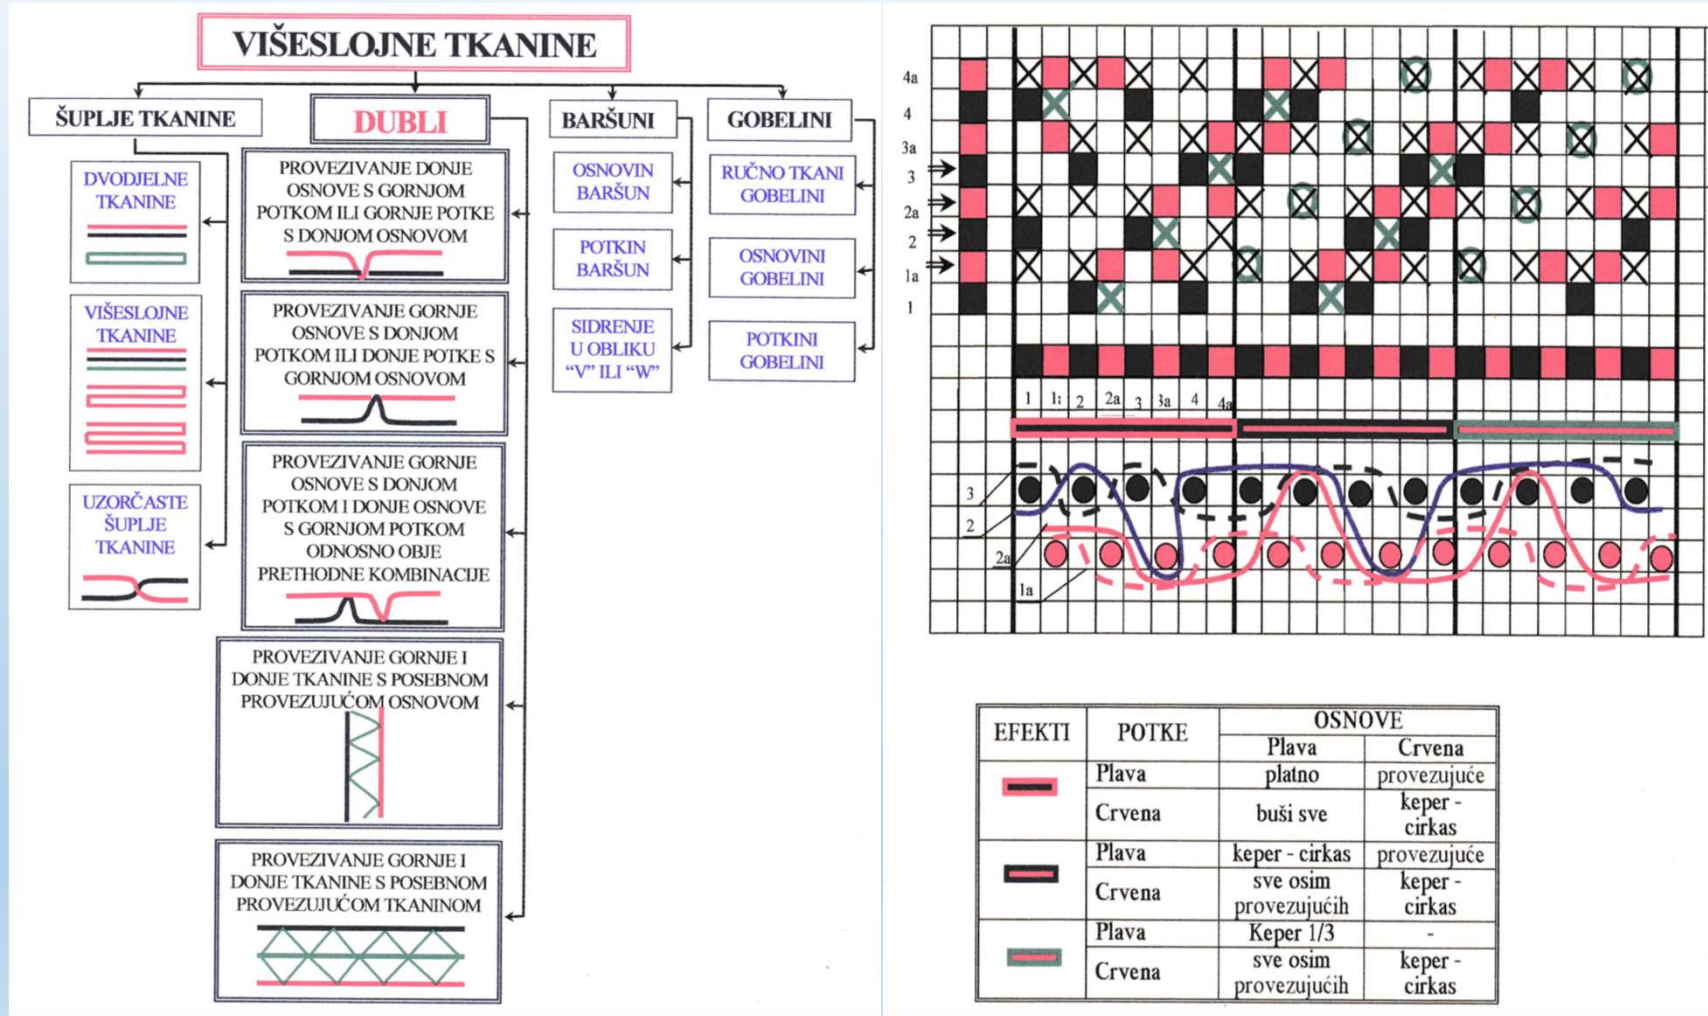 VIŠESLOJNE TKANINE
ŠUPLJE TKANINE
DVODJELNE
TKANINE
VIŠESLOJNE
TKANINE
UZORČASTE
ŠUPLJE
TKANINE
DUBLI
PROVEZIVANJE DONJE
OSNOVE S GORNJOM
POTKOM ILI GORNJE POTKE
S DONJOM OSNOVOM
PROVEZIVANJE GORNJE
OSNOVE S DONJOM
POTKOM ILI DONJE POTKE S
GORNJOM OSNOVOM
PROVEZIVANJE GORNJE
OSNOVE S DONJOM
POTKOM I DONJE OSNOVE
S GORNJOM POTKOM
ODNOSNO OBJE
PRETHODNE KOMBINACIJE
PROVEZIVANJE GORNJE I
DONJE TKANINE S POSEBNOM
PROVEZUJUĆOM OSNOVOM
PROVEZIVANJE GORNJE I
DONJE TKANINE S POSEBNOM
PROVEZUJUĆOM TKANINOM
BARŠUNI
OSNOVIN
BARŠUN
POTKIN
BARŠUN
SIDRENJE
U OBLIKU
“V” ILI “W”
GOBELINI
RUČNO TKANI
GOBELINI
OSNOVINI
GOBELINI
POTKINI
GOBELINI
4a
4
3a
3
2a
2
1a
1
1 2 2a 3 3a 4 4a
3
2
2a
1a
EFEKTI POTKE OSNOVE
Plava Crvena
Plava platno provezujuće
Crvena buši sve keper -
cirkas
Plava keper - cirkas provezujuće
Crvena sve osim keper -
provezujućih cirkas
Plava Keper 1/3 -
Crvena sve osim keper -
provezujućih cirkas